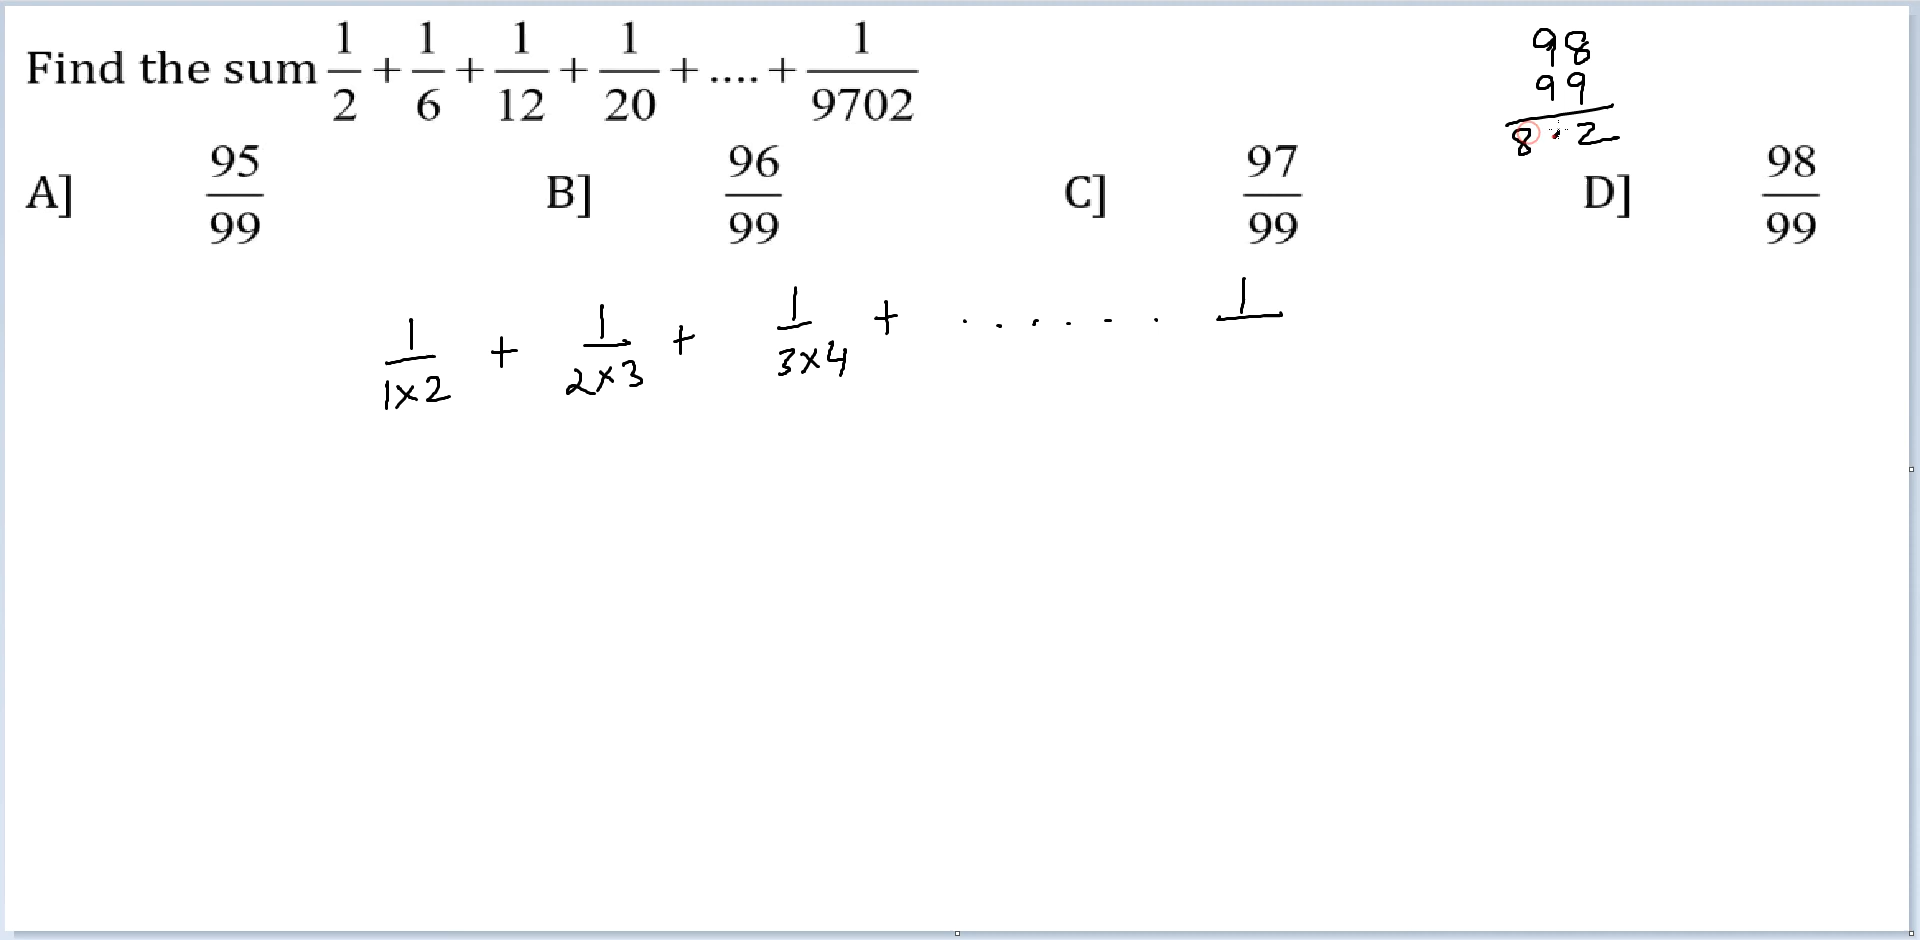 Find the sum 1/2 + 1/6 + 1/12 + 1/20 + .... + 1/9702
98
99
8 · 2
A] 95/99 B] 96/99 C] 97/99 D] 98/99
1/1×2 + 1/2×3 + 1/3×4 + . . . . . . 1